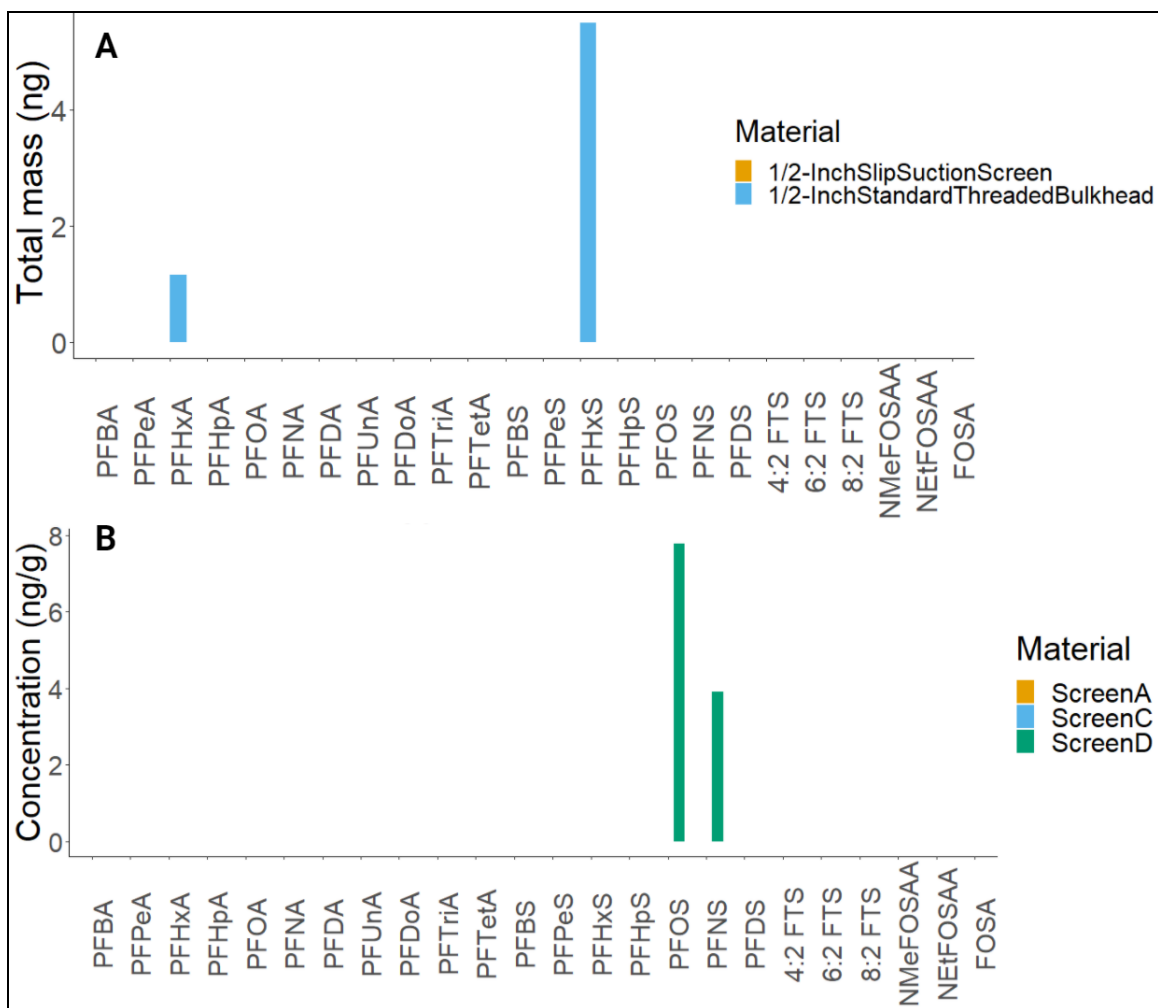 A
Total mass (ng)
4
2
0
Material
1/2-InchSlipSuctionScreen
1/2-InchStandardThreadedBulkhead
PFBA
PFPeA
PFHxA
PFHpA
PFOA
PFNA
PFDA
PFUnA
PFDoA
PFTriA
PFTetA
PFBS
PFPeS
PFHxS
PFHpS
PFOS
PFNS
PFDS
4:2 FTS
6:2 FTS
8:2 FTS
NMeFOSAA
NEtFOSAA
FOSA
B
Concentration (ng/g)
8
6
4
2
0
Material
ScreenA
ScreenC
ScreenD
PFBA
PFPeA
PFHxA
PFHpA
PFOA
PFNA
PFDA
PFUnA
PFDoA
PFTriA
PFTetA
PFBS
PFPeS
PFHxS
PFHpS
PFOS
PFNS
PFDS
4:2 FTS
6:2 FTS
8:2 FTS
NMeFOSAA
NEtFOSAA
FOSA